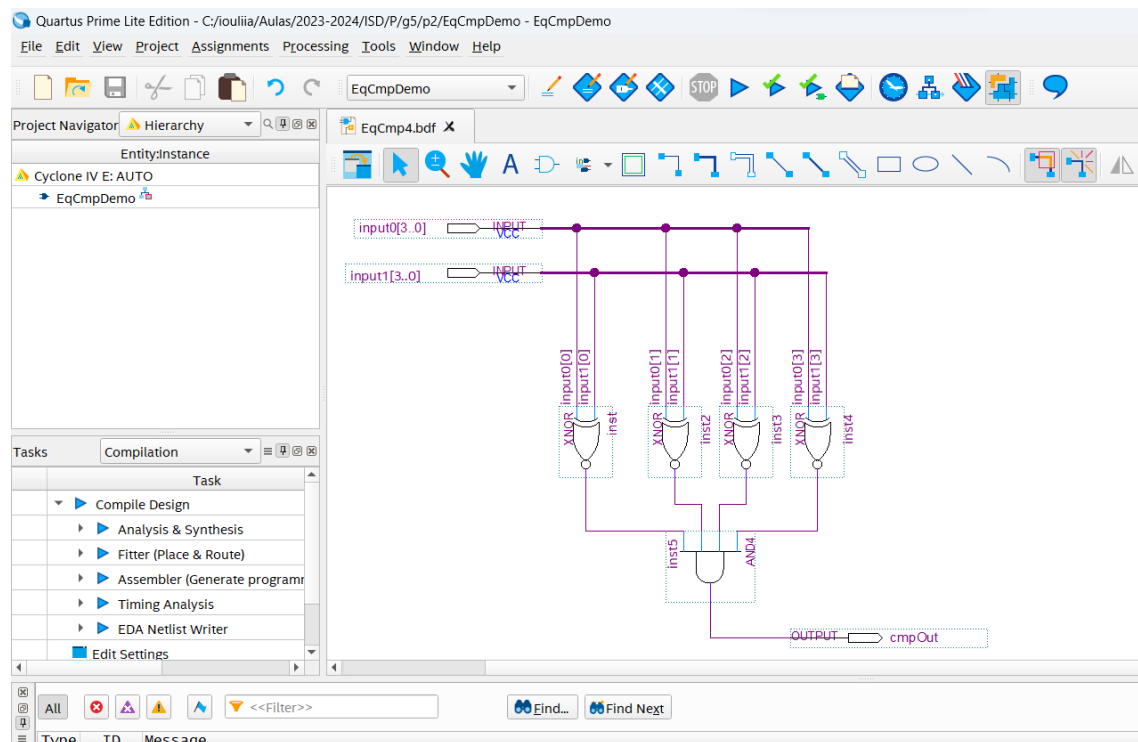 Quartus Prime Lite Edition - C:/iouliia/Aulas/2023-2024/ISD/P/g5/p2/EqCmpDemo - EqCmpDemo
File Edit View Project Assignments Processing Tools Window Help
EqCmpDemo
STOP
Project Navigator Hierarchy
Entity:Instance
Cyclone IV E: AUTO
EqCmpDemo
EqCmp4.bdf
A
input0[3..0] INPUT
VCC
input1[3..0] INPUT
VCC
input0[0] input1[0] input0[1] input1[1] input0[2] input1[2] input0[3] input1[3]
XNOR inst XNOR inst2 XNOR inst3 XNOR inst4
inst5 AND4
OUTPUT cmpOut
Tasks Compilation
Task
Compile Design
Analysis & Synthesis
Fitter (Place & Route)
Assembler (Generate programm
Timing Analysis
EDA Netlist Writer
Edit Settings
All <<Filter>> Find... Find Next
Type ID Message